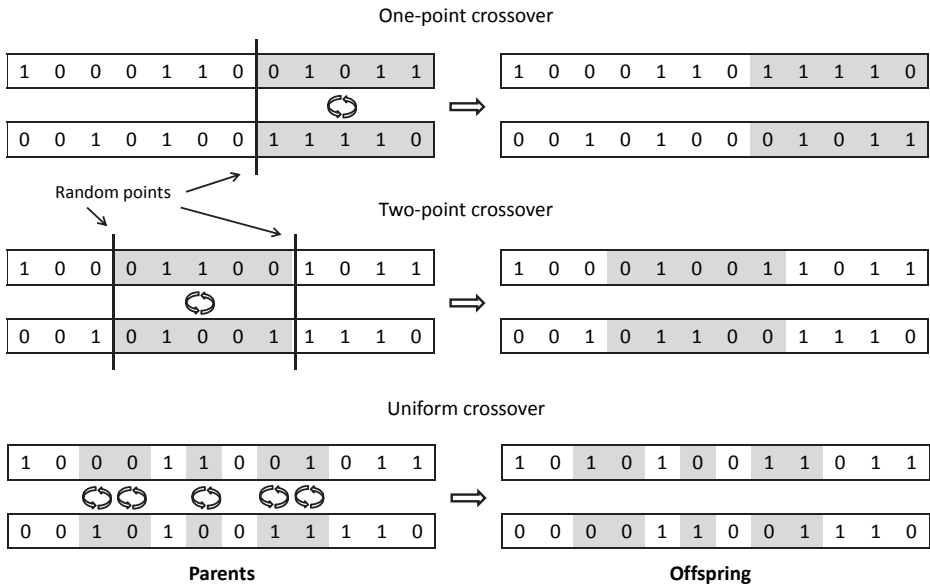 One-point crossover
1 0 0 0 1 1 0 0 1 0 1 1
1 0 0 0 1 1 0 1 1 1 1 0
0 0 1 0 1 0 0 1 1 1 1 0
0 0 1 0 1 0 0 0 1 0 1 1
Random points
Two-point crossover
1 0 0 0 1 1 0 0 1 0 1 1
1 0 0 0 1 0 0 1 1 0 1 1
0 0 1 0 1 0 0 1 1 1 1 0
0 0 1 0 1 1 0 0 1 1 1 0
Uniform crossover
1 0 0 0 1 1 0 0 1 0 1 1
1 0 1 0 1 0 0 1 1 0 1 1
0 0 1 0 1 0 0 1 1 1 1 0
0 0 0 0 1 1 0 0 1 1 1 0
Parents
Offspring